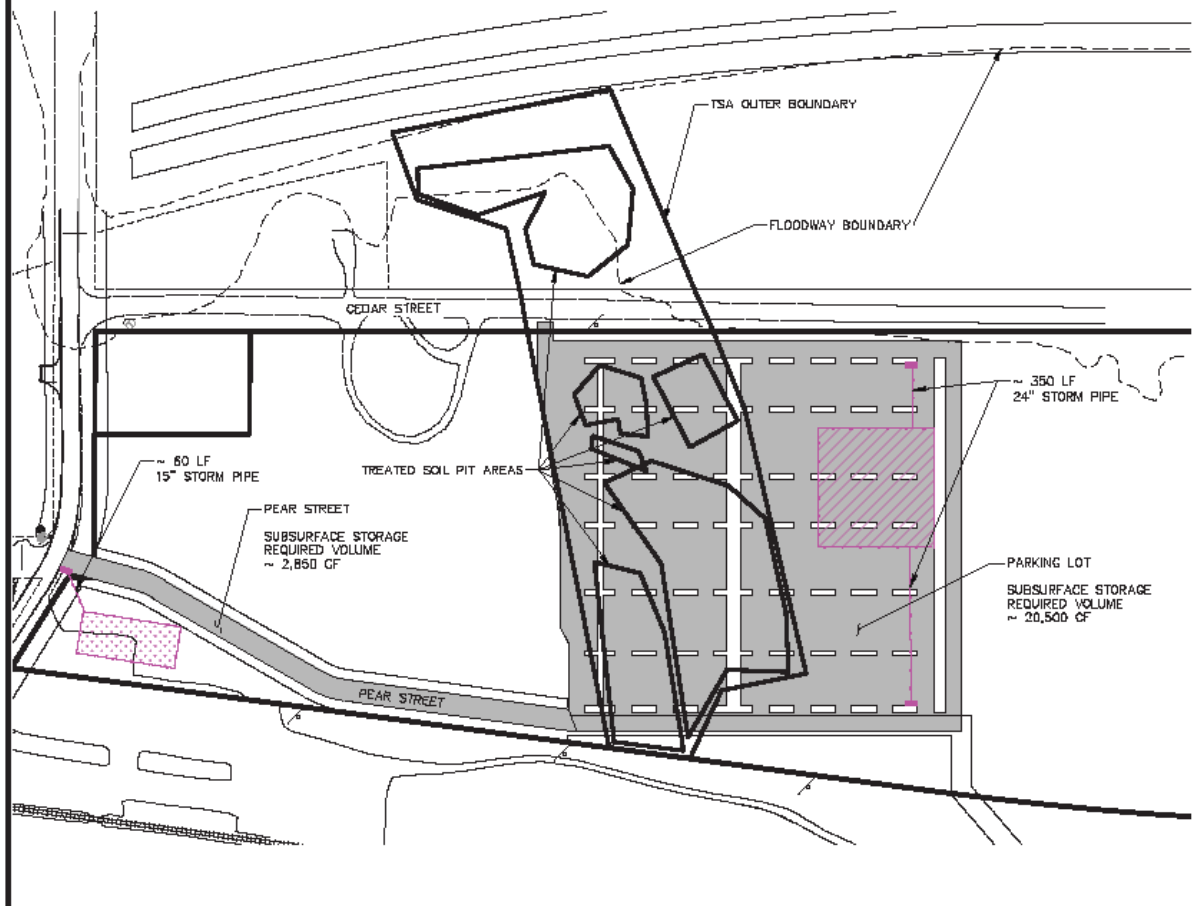 TSA OUTER BOUNDARY
FLOODWAY BOUNDARY
CEDAR STREET
~ 350 LF
24" STORM PIPE
TREATED SOIL PIT AREAS
~ 60 LF
15" STORM PIPE
PEAR STREET
SUBSURFACE STORAGE
REQUIRED VOLUME
~ 2,850 CF
PARKING LOT
SUBSURFACE STORAGE
REQUIRED VOLUME
~ 20,500 CF
PEAR STREET